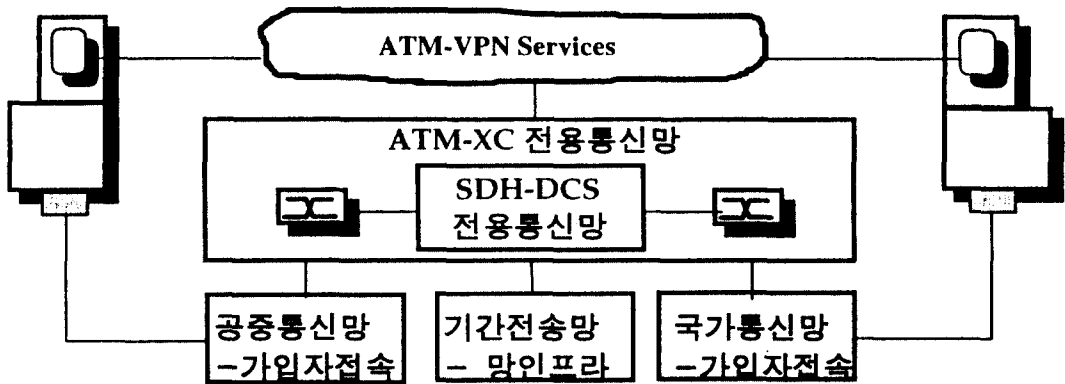 ATM-VPN Services
ATM-XC 전용통신망
SDH-DCS
전용통신망
공중통신망
-가입자접속
기간전송망
- 망인프라
국가통신망
-가입자접속